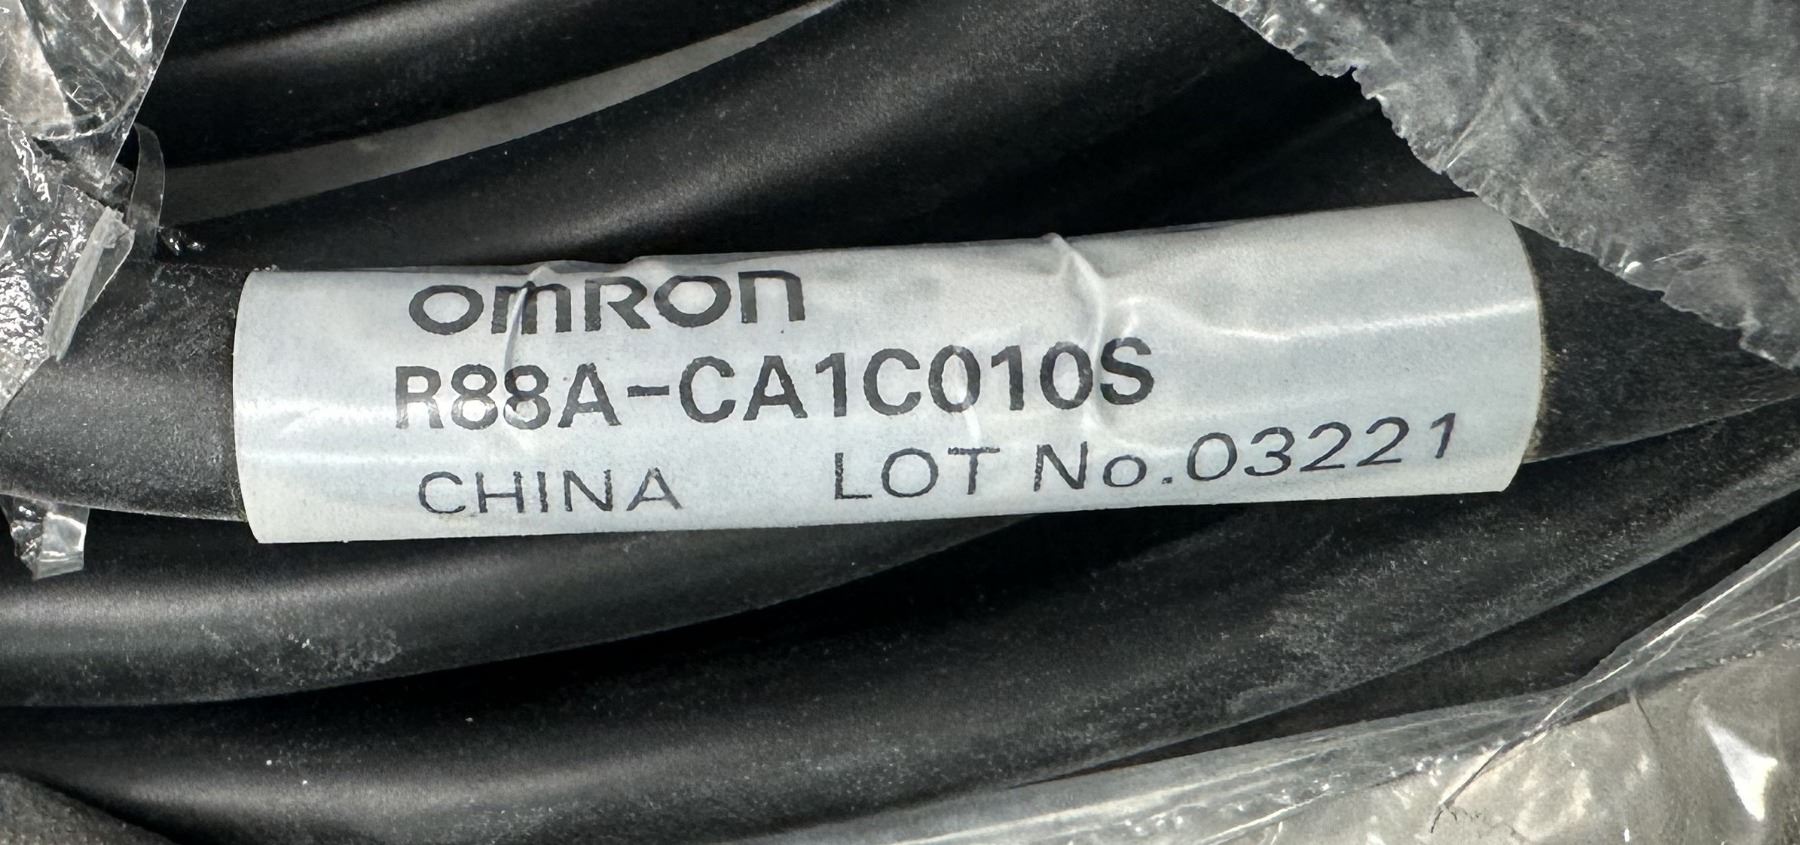 OMRON
R88A-CA1C010S
CHINA LOT No.03221